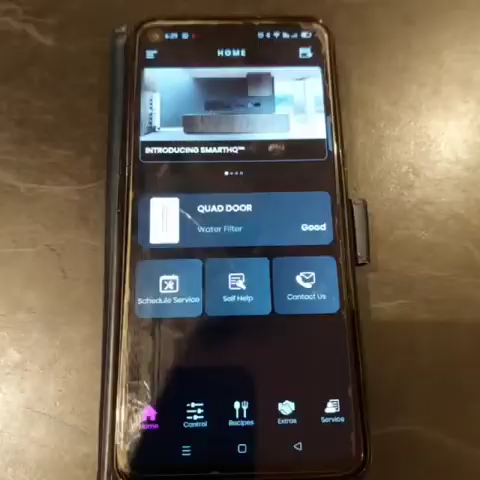 HOME
INTRODUCING SMARTHQ™
QUAD DOOR
Water Filter
Good
Schedule Service
Self Help
Contact Us
Home
Control
Recipes
Extras
Service